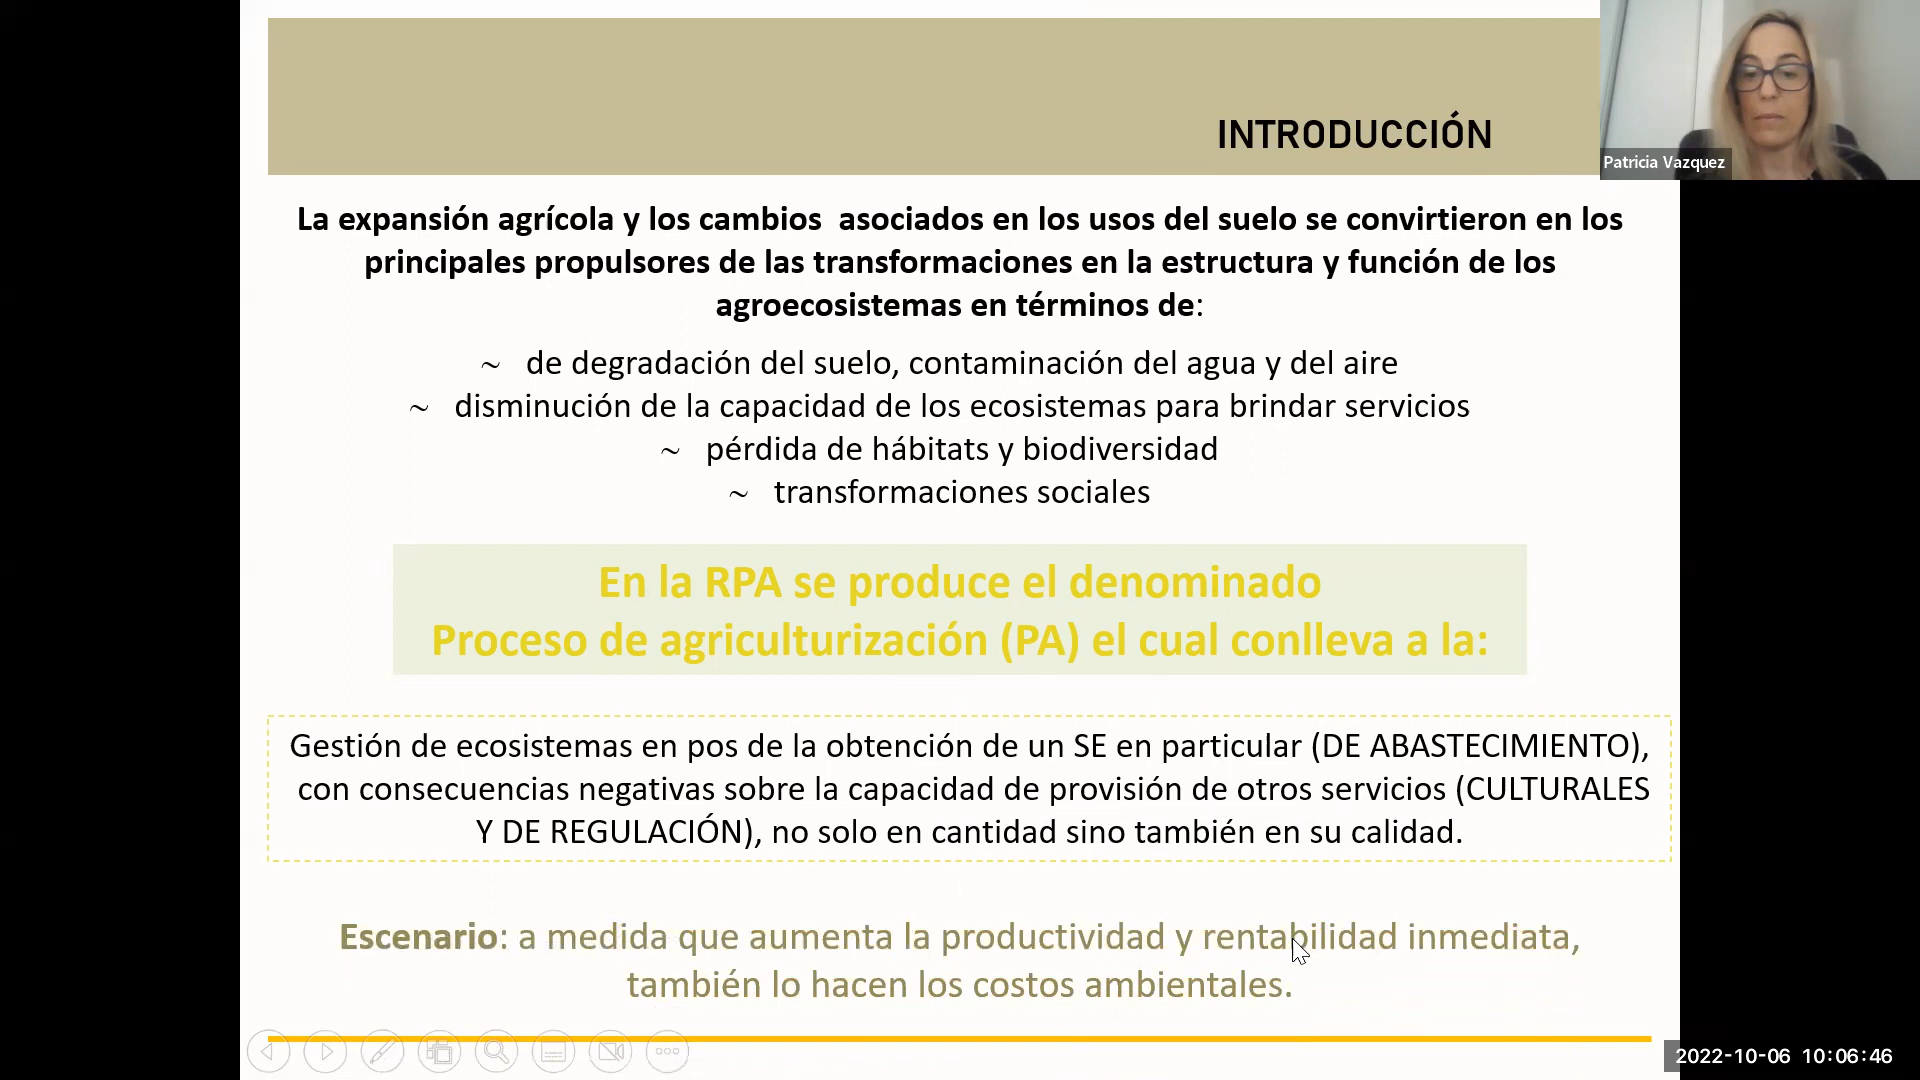 INTRODUCCIÓN
Patricia Vazquez
La expansión agrícola y los cambios asociados en los usos del suelo se convirtieron en los
principales propulsores de las transformaciones en la estructura y función de los
agroecosistemas en términos de:
~ de degradación del suelo, contaminación del agua y del aire
~ disminución de la capacidad de los ecosistemas para brindar servicios
~ pérdida de hábitats y biodiversidad
~ transformaciones sociales
En la RPA se produce el denominado
Proceso de agriculturización (PA) el cual conlleva a la:
Gestión de ecosistemas en pos de la obtención de un SE en particular (DE ABASTECIMIENTO),
con consecuencias negativas sobre la capacidad de provisión de otros servicios (CULTURALES
Y DE REGULACIÓN), no solo en cantidad sino también en su calidad.
Escenario: a medida que aumenta la productividad y rentabilidad inmediata,
también lo hacen los costos ambientales.
2022-10-06 10:06:46